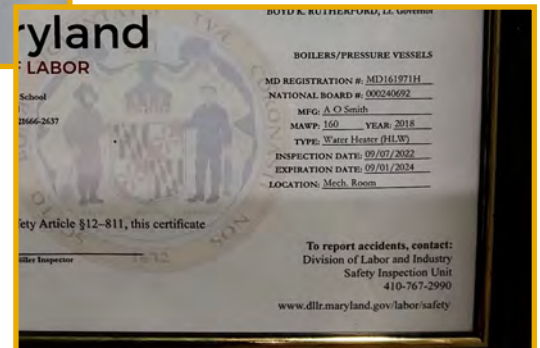 BOYD K. RUTHERFORD, Lt. Governor
ryland
LABOR
BOILERS/PRESSURE VESSELS
MD REGISTRATION #: MD161971H
School
NATIONAL BOARD #: 000240692
MFG: A O Smith
21666-2637
MAWP: 160 YEAR: 2018
TYPE: Water Heater (HLW)
INSPECTION DATE: 09/07/2022
EXPIRATION DATE: 09/01/2024
LOCATION: Mech. Room
ety Article §12-811, this certificate
oiler Inspector
1632
To report accidents, contact:
Division of Labor and Industry
Safety Inspection Unit
410-767-2990
www.dllr.maryland.gov/labor/safety